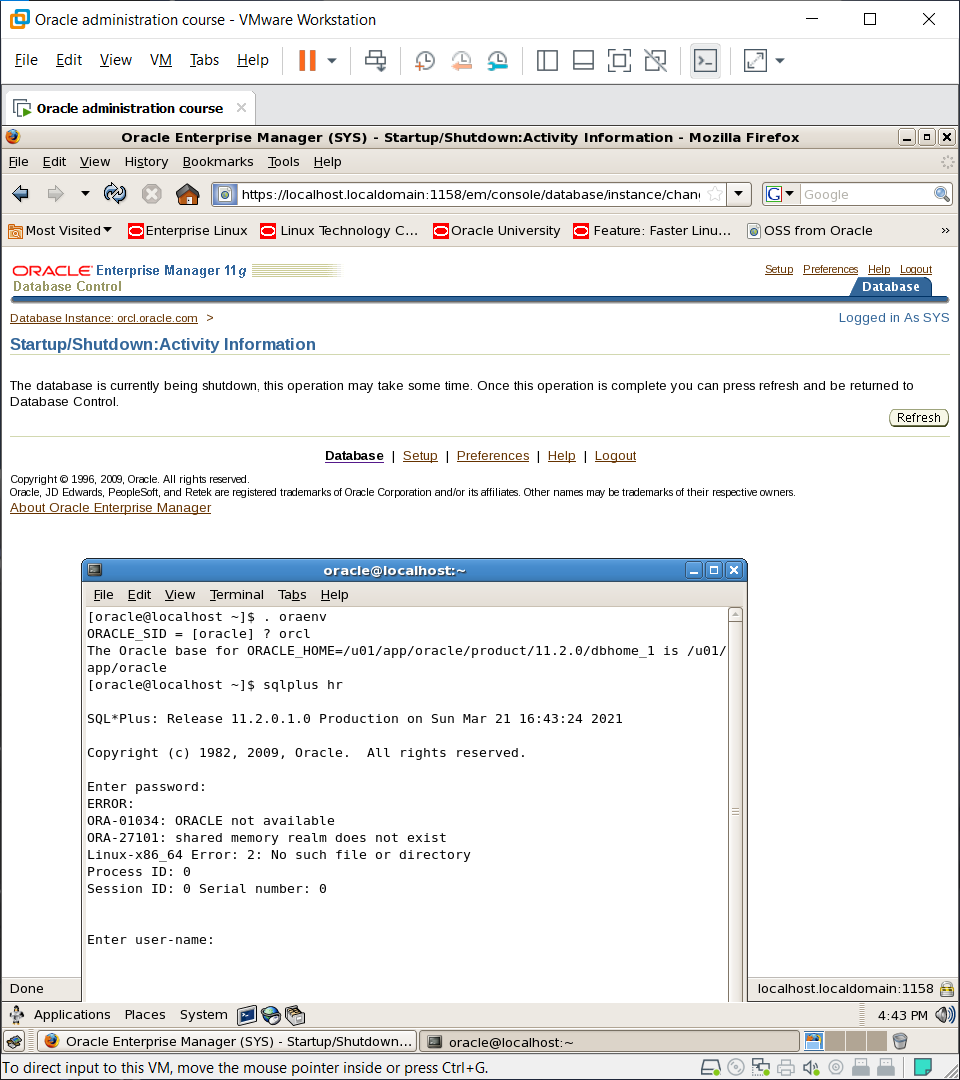 Oracle administration course - VMware Workstation
File Edit View VM Tabs Help
Oracle administration course
Oracle Enterprise Manager (SYS) - Startup/Shutdown:Activity Information - Mozilla Firefox
File Edit View History Bookmarks Tools Help
https://localhost.localdomain:1158/em/console/database/instance/chan
G Google
Most Visited Enterprise Linux Linux Technology C... Oracle University Feature: Faster Linu... OSS from Oracle »
ORACLE Enterprise Manager 11g
Database Control
Setup Preferences Help Logout
Database
Database Instance: orcl.oracle.com >
Logged in As SYS
Startup/Shutdown:Activity Information
The database is currently being shutdown, this operation may take some time. Once this operation is complete you can press refresh and be returned to
Database Control.
Refresh
Database | Setup | Preferences | Help | Logout
Copyright © 1996, 2009, Oracle. All rights reserved.
Oracle, JD Edwards, PeopleSoft, and Retek are registered trademarks of Oracle Corporation and/or its affiliates. Other names may be trademarks of their respective owners.
About Oracle Enterprise Manager
oracle@localhost:~
File Edit View Terminal Tabs Help
[oracle@localhost ~]$ . oraenv
ORACLE_SID = [oracle] ? orcl
The Oracle base for ORACLE_HOME=/u01/app/oracle/product/11.2.0/dbhome_1 is /u01/
app/oracle
[oracle@localhost ~]$ sqlplus hr
SQL*Plus: Release 11.2.0.1.0 Production on Sun Mar 21 16:43:24 2021
Copyright (c) 1982, 2009, Oracle.  All rights reserved.
Enter password:
ERROR:
ORA-01034: ORACLE not available
ORA-27101: shared memory realm does not exist
Linux-x86_64 Error: 2: No such file or directory
Process ID: 0
Session ID: 0 Serial number: 0
Enter user-name:
Done
localhost.localdomain:1158
Applications Places System
4:43 PM
Oracle Enterprise Manager (SYS) - Startup/Shutdown...
oracle@localhost:~
To direct input to this VM, move the mouse pointer inside or press Ctrl+G.